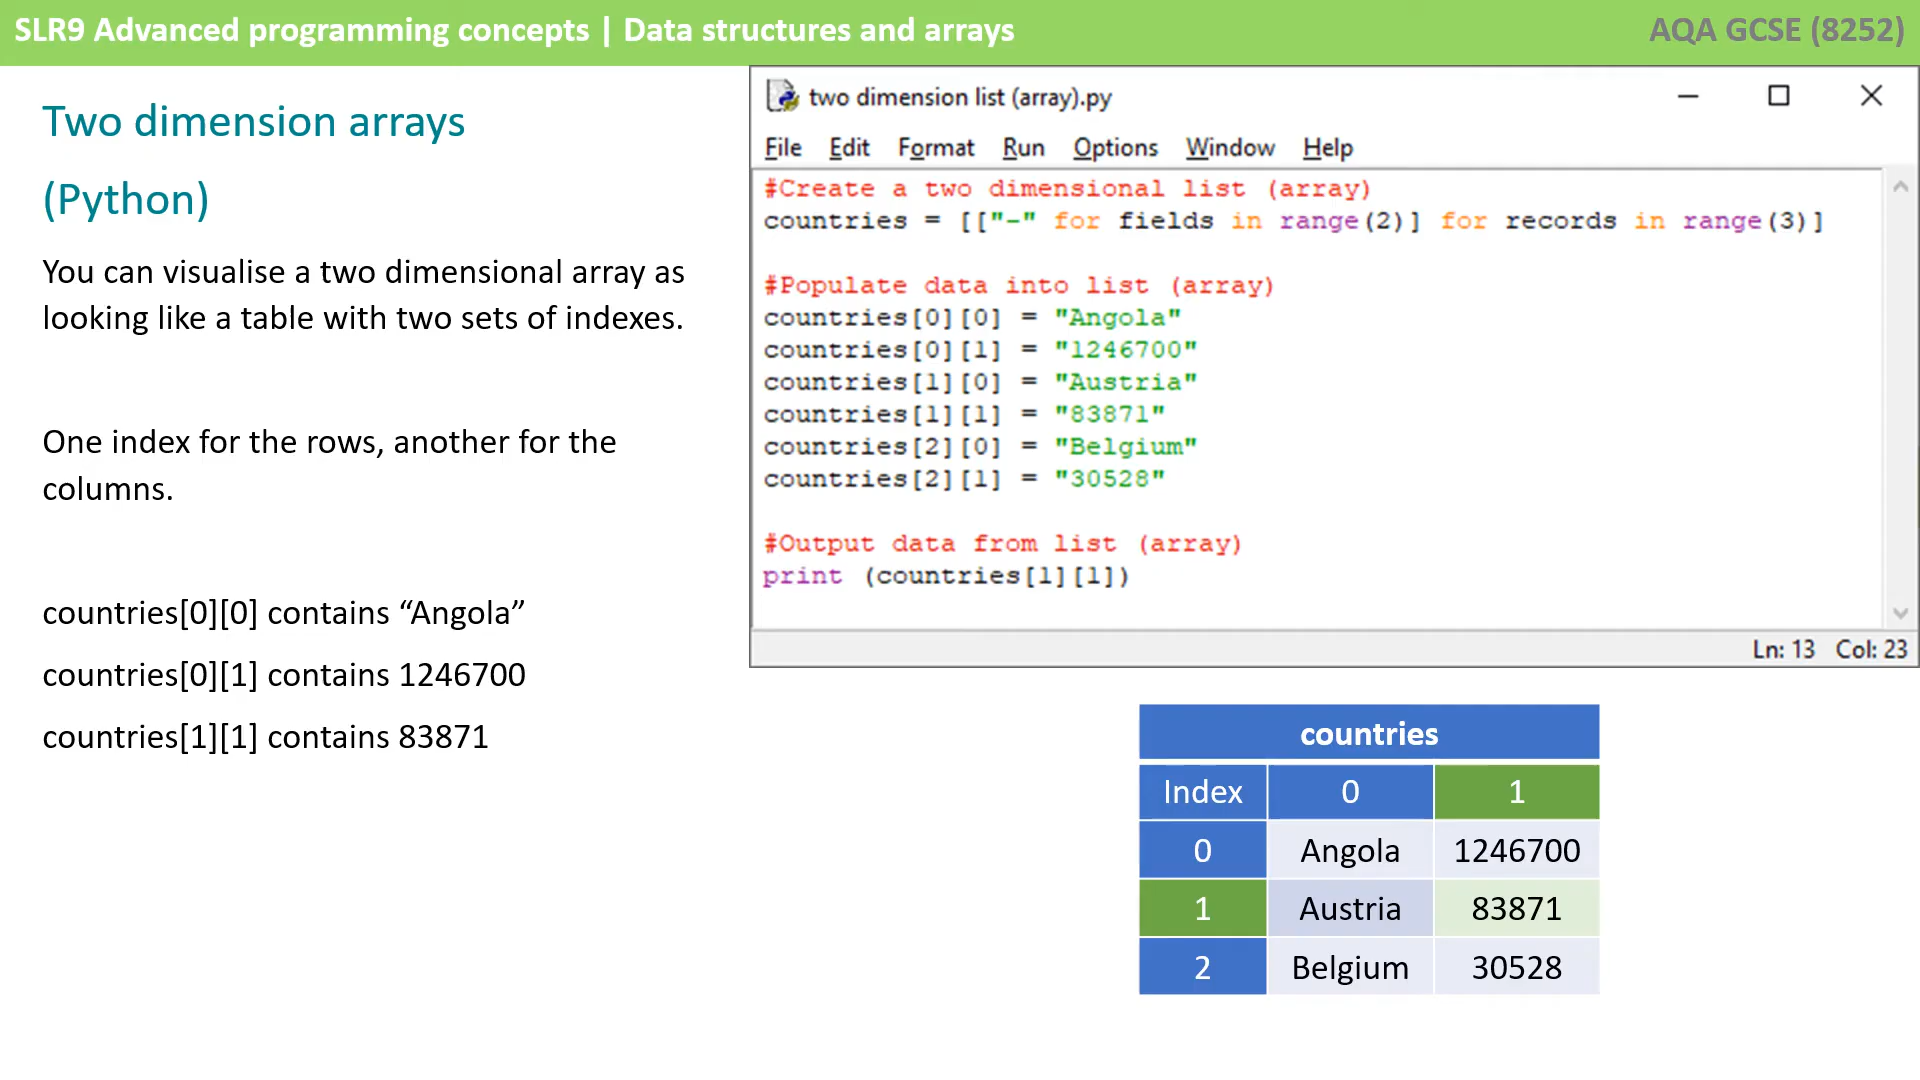 SLR9 Advanced programming concepts | Data structures and arrays
AQA GCSE (8252)
Two dimension arrays
(Python)
You can visualise a two dimensional array as
looking like a table with two sets of indexes.
One index for the rows, another for the
columns.
countries[0][0] contains “Angola”
countries[0][1] contains 1246700
countries[1][1] contains 83871
two dimension list (array).py
File Edit Format Run Options Window Help
#Create a two dimensional list (array)
countries = [["-" for fields in range(2)] for records in range(3)]
#Populate data into list (array)
countries[0][0] = "Angola"
countries[0][1] = "1246700"
countries[1][0] = "Austria"
countries[1][1] = "83871"
countries[2][0] = "Belgium"
countries[2][1] = "30528"
#Output data from list (array)
print (countries[1][1])
Ln: 13 Col: 23
countries
Index 0 1
0 Angola 1246700
1 Austria 83871
2 Belgium 30528